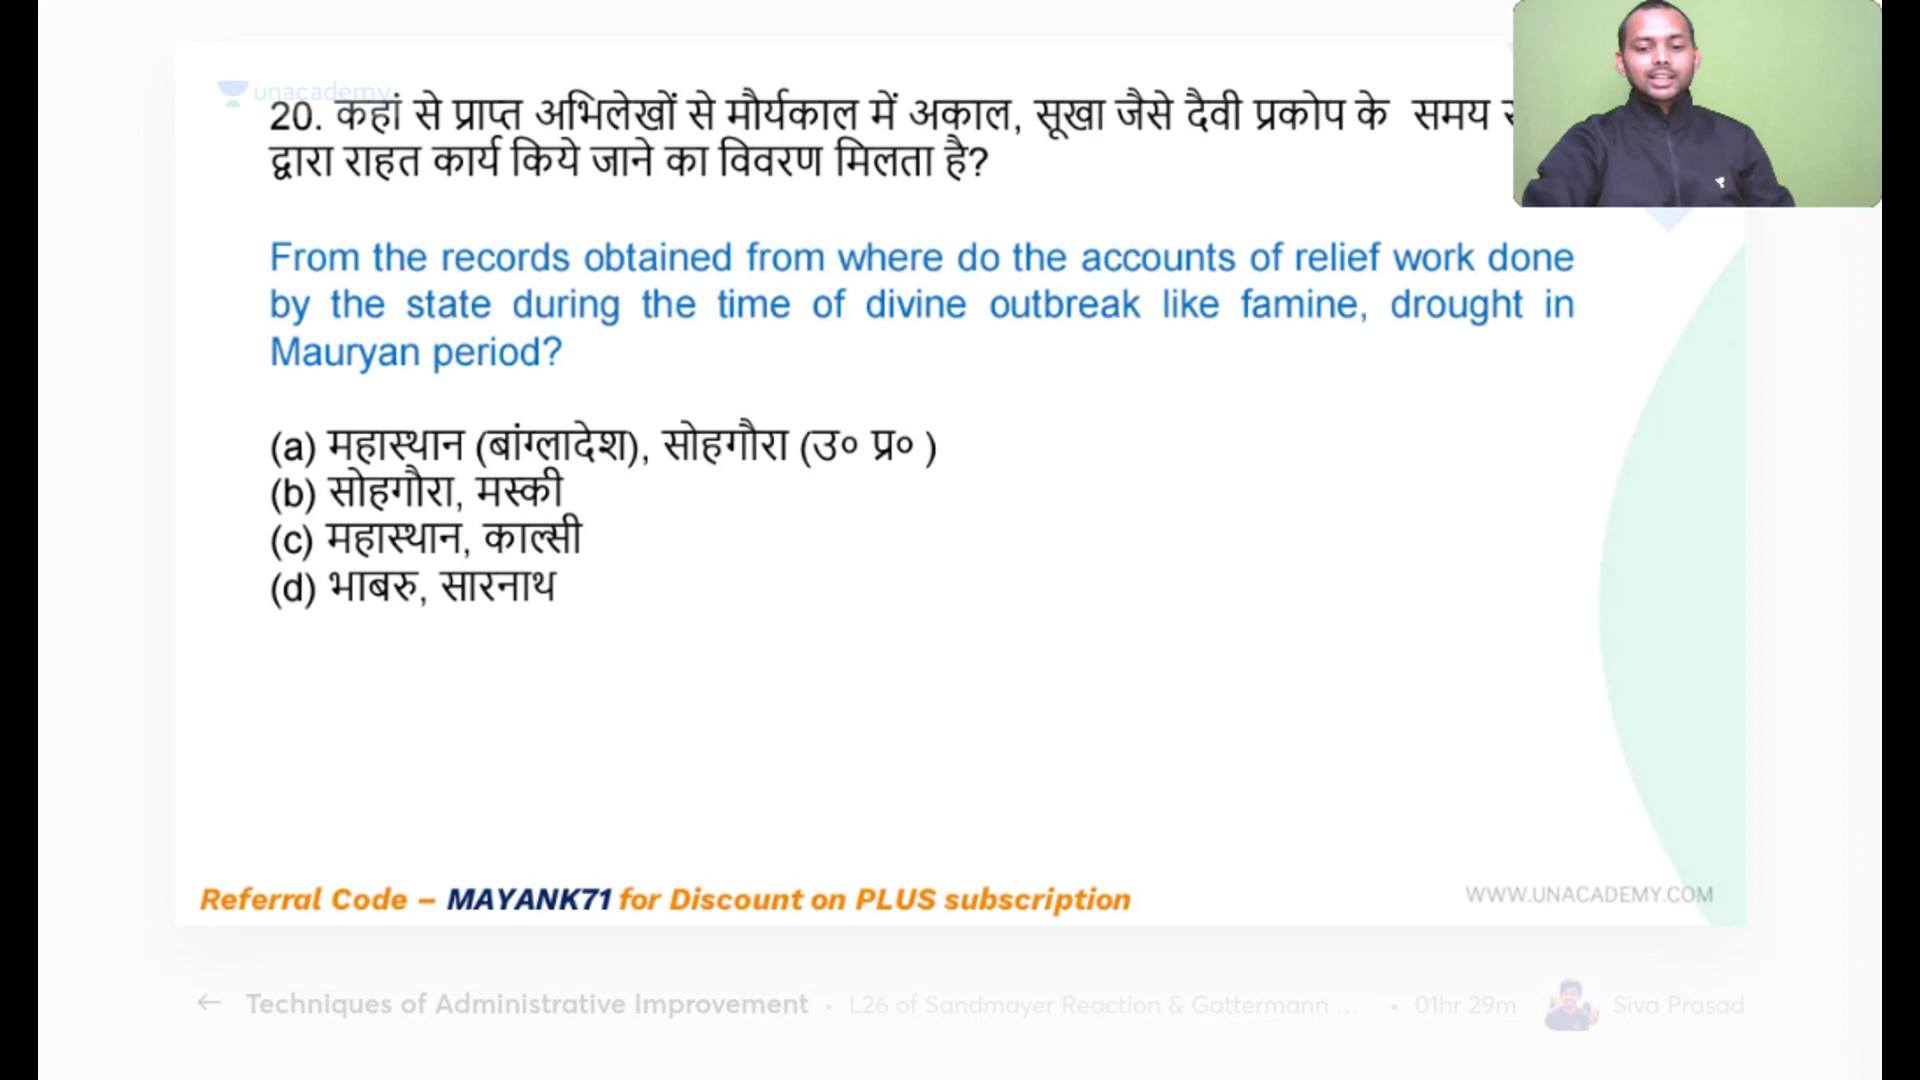 unacademy
20. कहां से प्राप्त अभिलेखों से मौर्यकाल में अकाल, सूखा जैसे दैवी प्रकोप के समय
द्वारा राहत कार्य किये जाने का विवरण मिलता है?
From the records obtained from where do the accounts of relief work done
by the state during the time of divine outbreak like famine, drought in
Mauryan period?
(a) महास्थान (बांग्लादेश), सोहगौरा (उ० प्र० )
(b) सोहगौरा, मस्की
(c) महास्थान, काल्सी
(d) भाबरु, सारनाथ
Referral Code – MAYANK71 for Discount on PLUS subscription
WWW.UNACADEMY.COM
← Techniques of Administrative Improvement • L26 of Sandmayer Reaction & Gattermann ... • 01hr 29m Siva Prasad